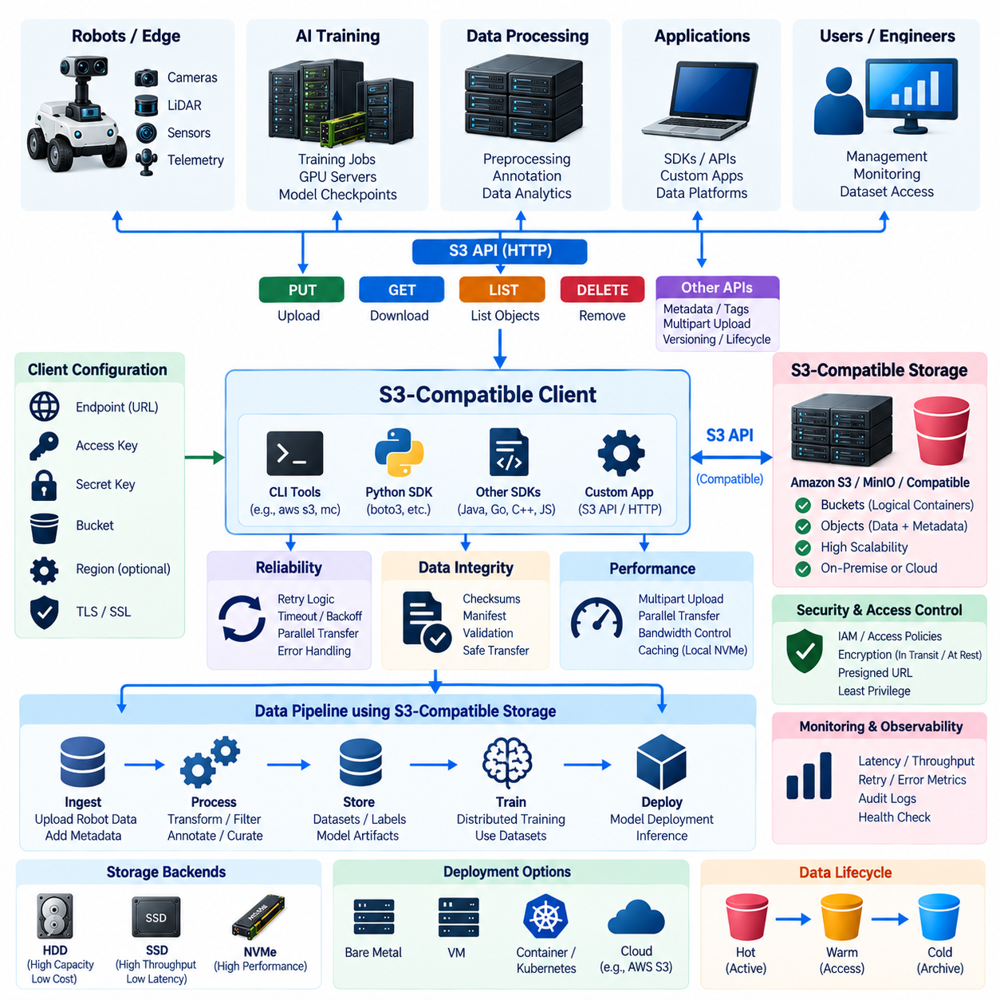 Robots / Edge
Cameras
LiDAR
Sensors
Telemetry
AI Training
Training Jobs
GPU Servers
Model Checkpoints
Data Processing
Preprocessing
Annotation
Data Analytics
Applications
SDKs / APIs
Custom Apps
Data Platforms
Users / Engineers
Management
Monitoring
Dataset Access
S3 API (HTTP)
PUT
Upload
GET
Download
LIST
List Objects
DELETE
Remove
Other APIs
Metadata / Tags
Multipart Upload
Versioning / Lifecycle
Client Configuration
Endpoint (URL)
Access Key
Secret Key
Bucket
Region (optional)
TLS / SSL
S3-Compatible Client
CLI Tools
(e.g., aws s3, mc)
Python SDK
(boto3, etc.)
Other SDKs
(Java, Go, C++, JS)
Custom App
(S3 API / HTTP)
S3 API
(Compatible)
S3-Compatible Storage
Amazon S3 / MinIO / Compatible
Buckets (Logical Containers)
Objects (Data + Metadata)
High Scalability
On-Premise or Cloud
Reliability
Retry Logic
Timeout / Backoff
Parallel Transfer
Error Handling
Data Integrity
Checksums
Manifest
Validation
Safe Transfer
Performance
Multipart Upload
Parallel Transfer
Bandwidth Control
Caching (Local NVMe)
Security & Access Control
IAM / Access Policies
Encryption (In Transit / At Rest)
Presigned URL
Least Privilege
Data Pipeline using S3-Compatible Storage
Ingest
Upload Robot Data
Add Metadata
Process
Transform / Filter
Annotate / Curate
Store
Datasets / Labels
Model Artifacts
Train
Distributed Training
Use Datasets
Deploy
Model Deployment
Inference
Monitoring & Observability
Latency / Throughput
Retry / Error Metrics
Audit Logs
Health Check
Storage Backends
HDD
(High Capacity
Low Cost)
SSD
SSD
(High Throughput
Low Latency)
NVMe
(High Performance)
Deployment Options
Bare Metal
VM
Container /
Kubernetes
Cloud
(e.g., AWS S3)
Data Lifecycle
Hot
(Active)
Warm
(Access)
Cold
(Archive)